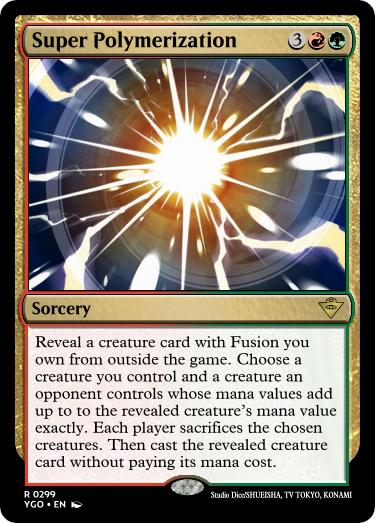 Super Polymerization 3
Sorcery
Reveal a creature card with Fusion you
own from outside the game. Choose a
creature you control and a creature an
opponent controls whose mana values add
up to to the revealed creature's mana value
exactly. Each player sacrifices the chosen
creatures. Then cast the revealed creature
card without paying its mana cost.
R 0299
YGO • EN
Studio Dice/SHUEISHA, TV TOKYO, KONAMI